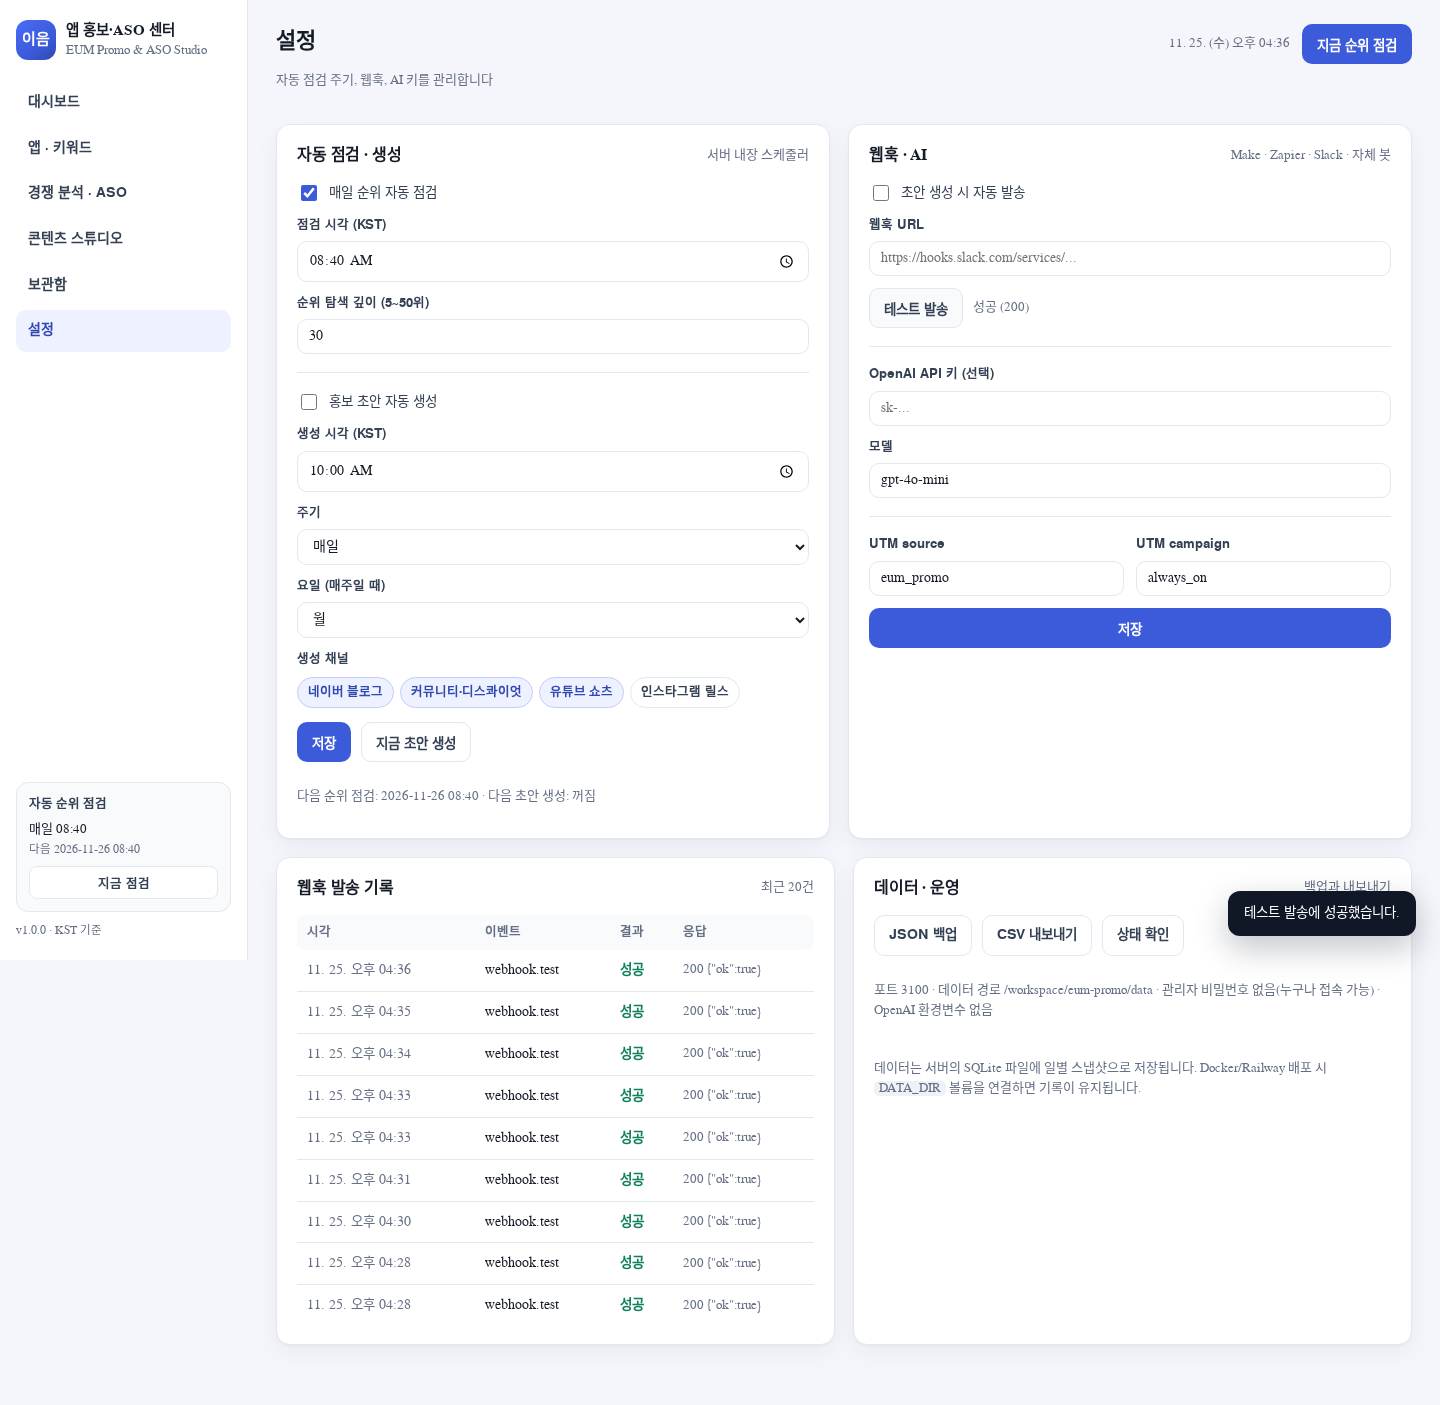 이음
앱 홍보·ASO 센터
EUM Promo & ASO Studio
대시보드
앱 · 키워드
경쟁 분석 · ASO
콘텐츠 스튜디오
보관함
설정
자동 순위 점검
매일 08:40
다음 2026-11-26 08:40
지금 점검
v1.0.0 · KST 기준
설정
자동 점검 주기, 웹훅, AI 키를 관리합니다
11. 25. (수) 오후 04:36
지금 순위 점검
자동 점검 · 생성
서버 내장 스케줄러
매일 순위 자동 점검
점검 시각 (KST)
08:40 AM
순위 탐색 깊이 (5~50위)
30
홍보 초안 자동 생성
생성 시각 (KST)
10:00 AM
주기
매일
요일 (매주일 때)
월
생성 채널
네이버 블로그
커뮤니티·디스콰이엇
유튜브 쇼츠
인스타그램 릴스
저장
지금 초안 생성
다음 순위 점검: 2026-11-26 08:40 · 다음 초안 생성: 꺼짐
웹훅 · AI
Make · Zapier · Slack · 자체 봇
초안 생성 시 자동 발송
웹훅 URL
https://hooks.slack.com/services/...
테스트 발송
성공 (200)
OpenAI API 키 (선택)
sk-...
모델
gpt-4o-mini
UTM source
UTM campaign
eum_promo
always_on
저장
웹훅 발송 기록
최근 20건
시각 이벤트 결과 응답
11. 25. 오후 04:36 webhook.test 성공 200 {"ok":true}
11. 25. 오후 04:35 webhook.test 성공 200 {"ok":true}
11. 25. 오후 04:34 webhook.test 성공 200 {"ok":true}
11. 25. 오후 04:33 webhook.test 성공 200 {"ok":true}
11. 25. 오후 04:33 webhook.test 성공 200 {"ok":true}
11. 25. 오후 04:31 webhook.test 성공 200 {"ok":true}
11. 25. 오후 04:30 webhook.test 성공 200 {"ok":true}
11. 25. 오후 04:28 webhook.test 성공 200 {"ok":true}
11. 25. 오후 04:28 webhook.test 성공 200 {"ok":true}
데이터 · 운영
백업과 내보내기
테스트 발송에 성공했습니다.
JSON 백업
CSV 내보내기
상태 확인
포트 3100 · 데이터 경로 /workspace/eum-promo/data · 관리자 비밀번호 없음(누구나 접속 가능) ·
OpenAI 환경변수 없음
데이터는 서버의 SQLite 파일에 일별 스냅샷으로 저장됩니다. Docker/Railway 배포 시
DATA_DIR 볼륨을 연결하면 기록이 유지됩니다.